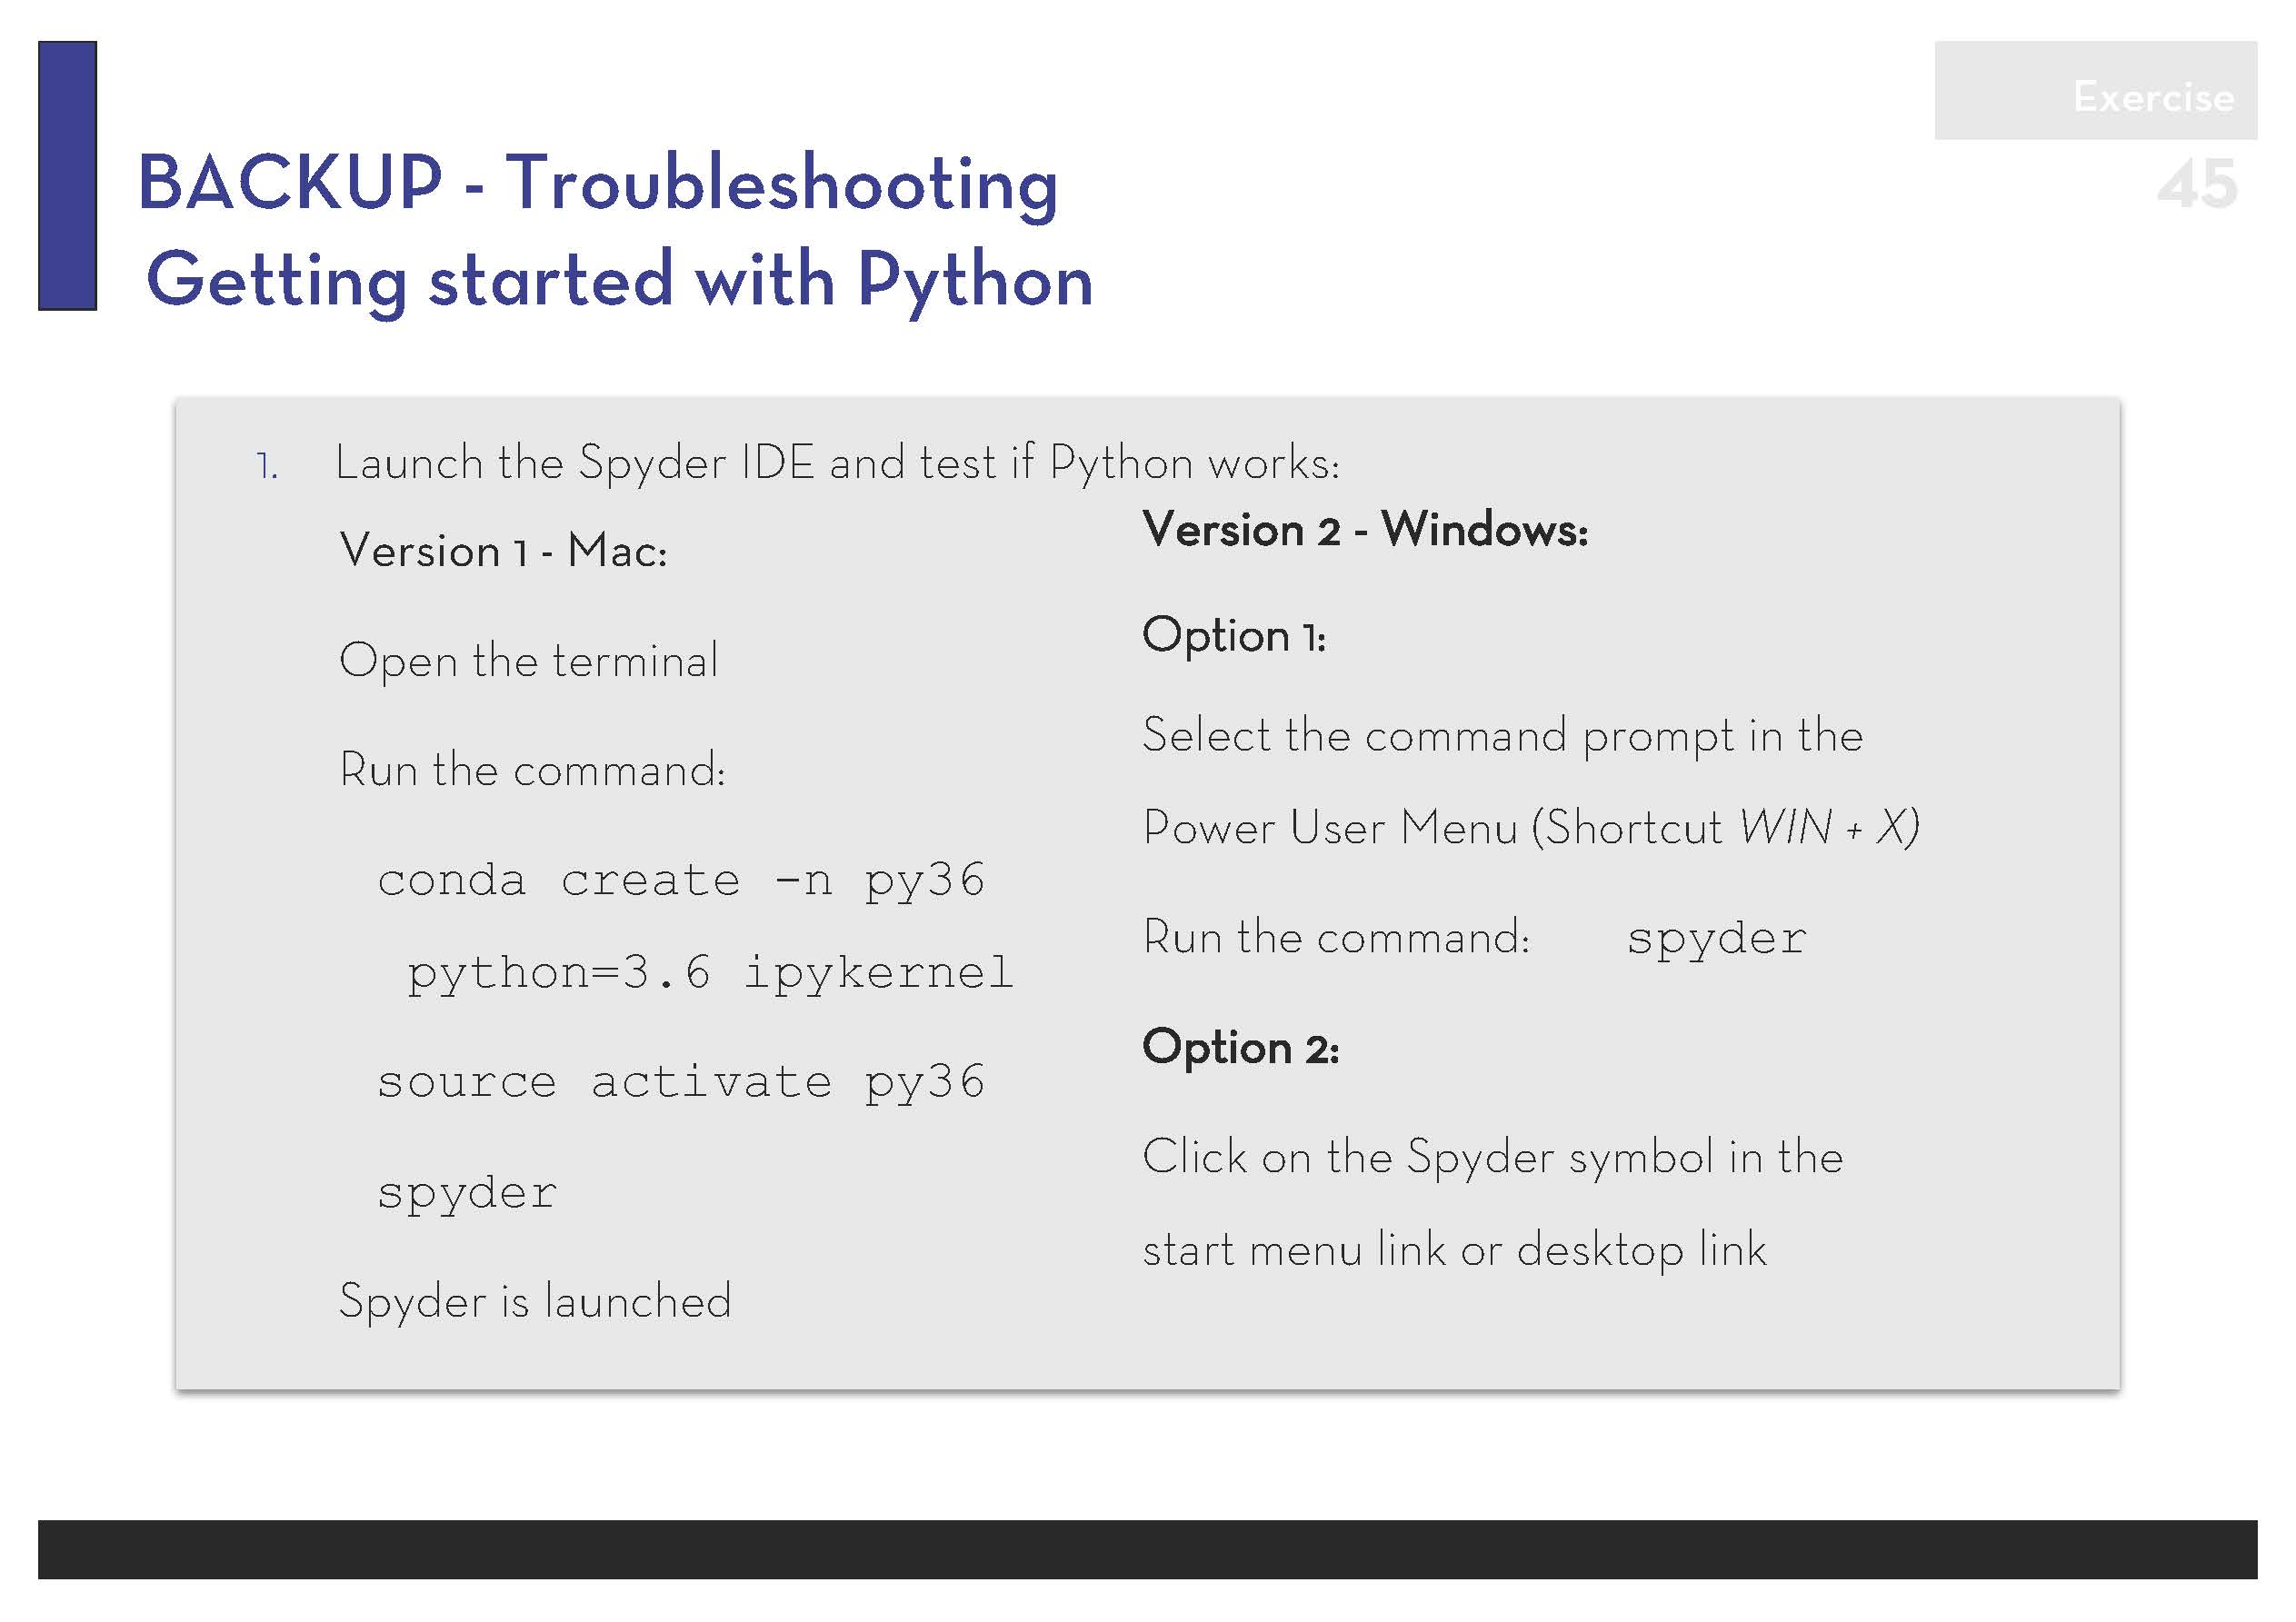 Exercise
45
BACKUP - Troubleshooting
Getting started with Python
1. Launch the Spyder IDE and test if Python works:
Version 1 - Mac:
Open the terminal
Run the command:
conda create -n py36
python=3.6 ipykernel
source activate py36
spyder
Spyder is launched
Version 2 - Windows:
Option 1:
Select the command prompt in the
Power User Menu (Shortcut WIN + X)
Run the command: spyder
Option 2:
Click on the Spyder symbol in the
start menu link or desktop link